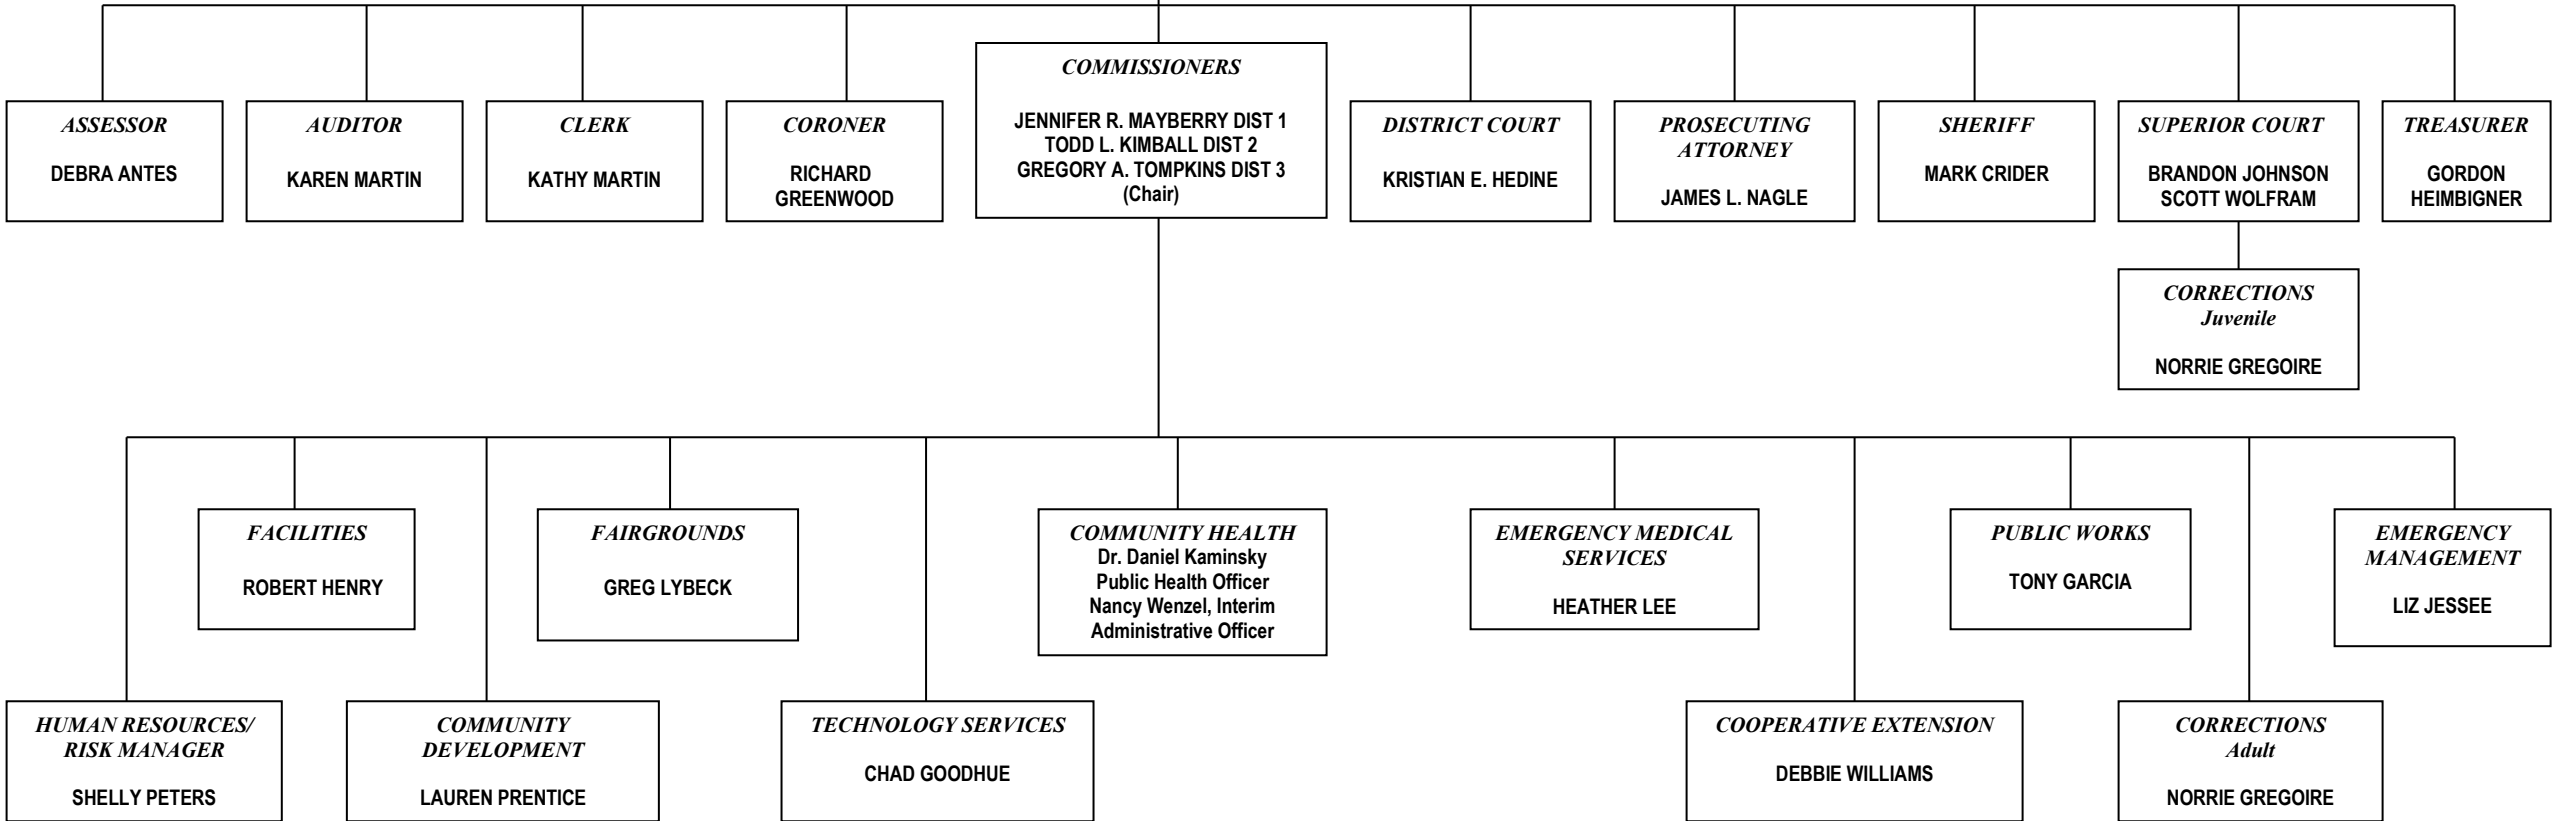 ASSESSOR
DEBRA ANTES
AUDITOR
KAREN MARTIN
CLERK
KATHY MARTIN
CORONER
RICHARD
GREENWOOD
COMMISSIONERS
JENNIFER R. MAYBERRY DIST 1
TODD L. KIMBALL DIST 2
GREGORY A. TOMPKINS DIST 3
(Chair)
DISTRICT COURT
KRISTIAN E. HEDINE
PROSECUTING
ATTORNEY
JAMES L. NAGLE
SHERIFF
MARK CRIDER
SUPERIOR COURT
BRANDON JOHNSON
SCOTT WOLFRAM
TREASURER
GORDON
HEIMBIGNER
CORRECTIONS
Juvenile
NORRIE GREGOIRE
FACILITIES
ROBERT HENRY
FAIRGROUNDS
GREG LYBECK
COMMUNITY HEALTH
Dr. Daniel Kaminsky
Public Health Officer
Nancy Wenzel, Interim
Administrative Officer
EMERGENCY MEDICAL
SERVICES
HEATHER LEE
PUBLIC WORKS
TONY GARCIA
EMERGENCY
MANAGEMENT
LIZ JESSEE
HUMAN RESOURCES/
RISK MANAGER
SHELLY PETERS
COMMUNITY
DEVELOPMENT
LAUREN PRENTICE
TECHNOLOGY SERVICES
CHAD GOODHUE
COOPERATIVE EXTENSION
DEBBIE WILLIAMS
CORRECTIONS
Adult
NORRIE GREGOIRE